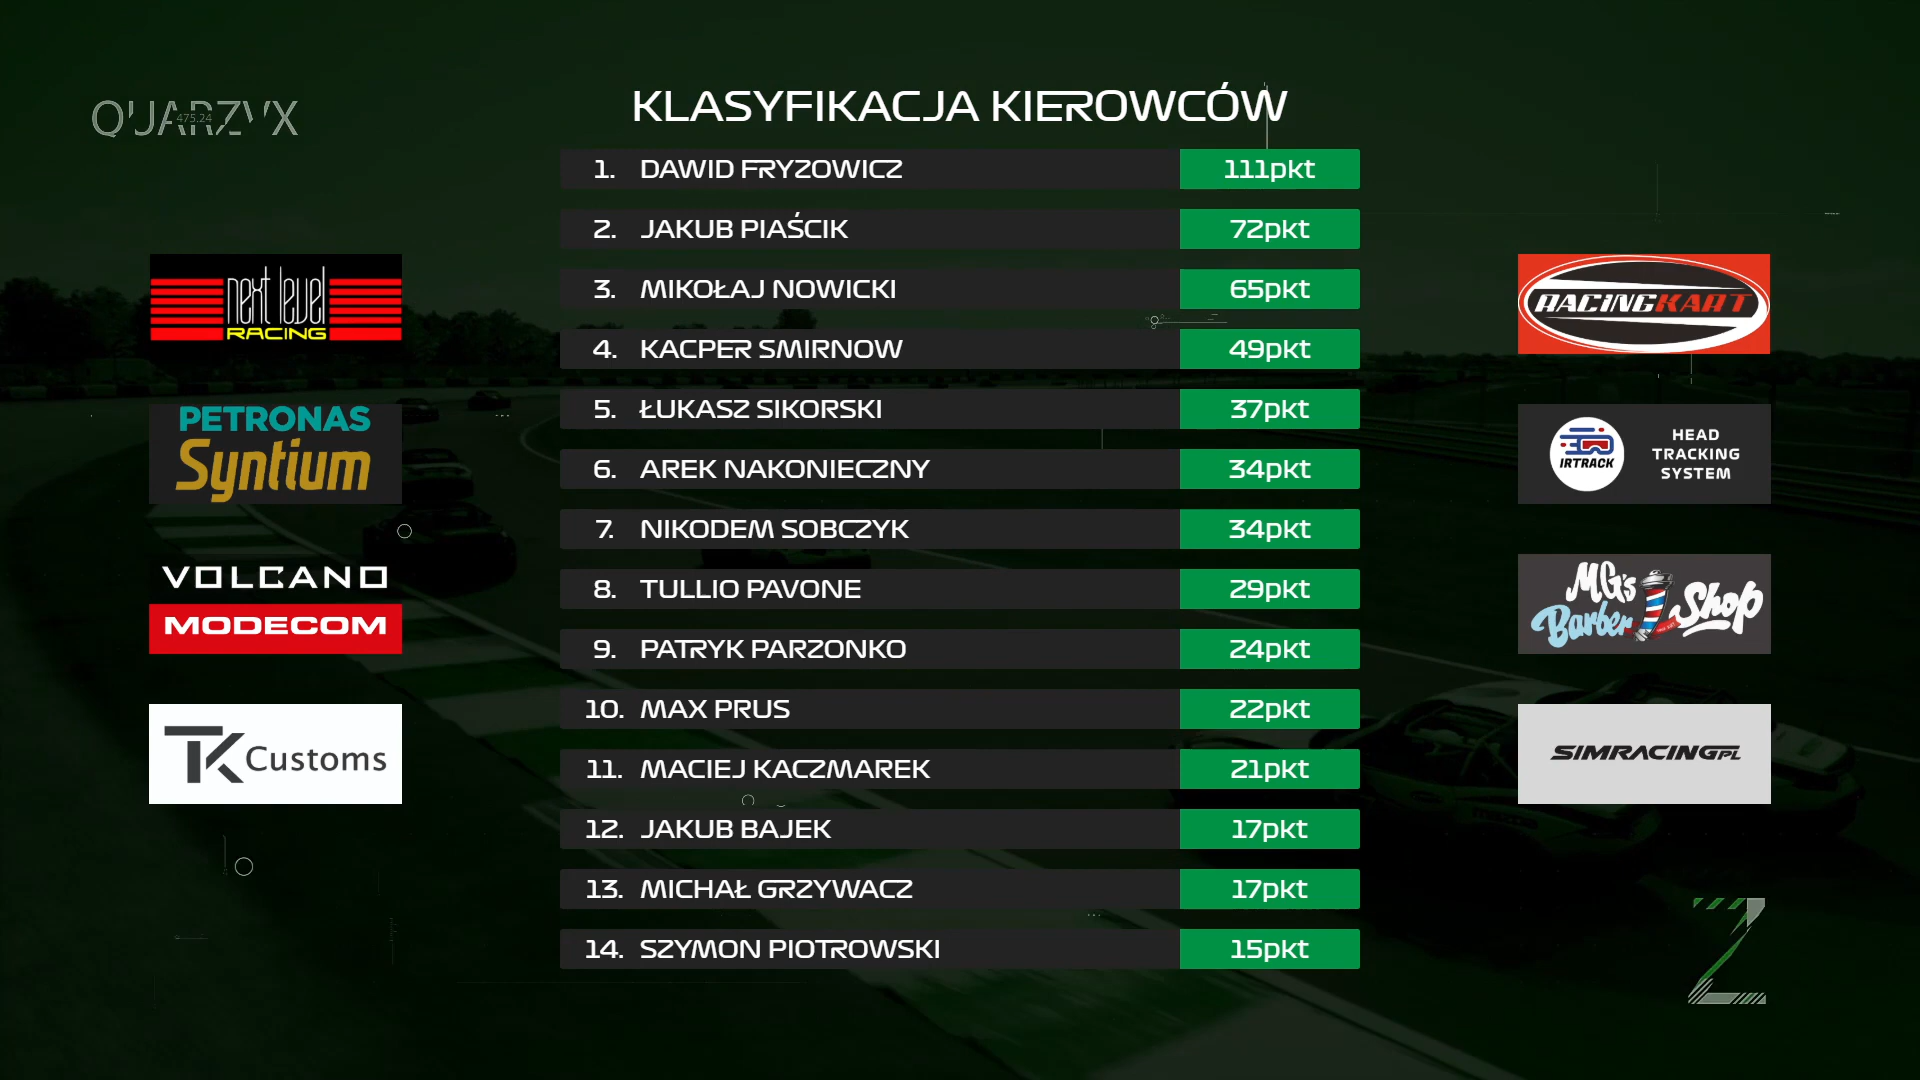 475.24
KLASYFIKACJA KIEROWCÓW
1. DAWID FRYZOWICZ 111pkt
2. JAKUB PIAŚCIK 72pkt
3. MIKOŁAJ NOWICKI 65pkt
4. KACPER SMIRNOW 49pkt
5. ŁUKASZ SIKORSKI 37pkt
6. AREK NAKONIECZNY 34pkt
7. NIKODEM SOBCZYK 34pkt
8. TULLIO PAVONE 29pkt
9. PATRYK PARZONKO 24pkt
10. MAX PRUS 22pkt
11. MACIEJ KACZMAREK 21pkt
12. JAKUB BAJEK 17pkt
13. MICHAŁ GRZYWACZ 17pkt
14. SZYMON PIOTROWSKI 15pkt
next level
RACING
PETRONAS
Syntium
VOLCANO
MODECOM
TK Customs
RACINGKART
IRTRACK
HEAD
TRACKING
SYSTEM
MG's
Barber Shop
SIMRACINGPL
Z